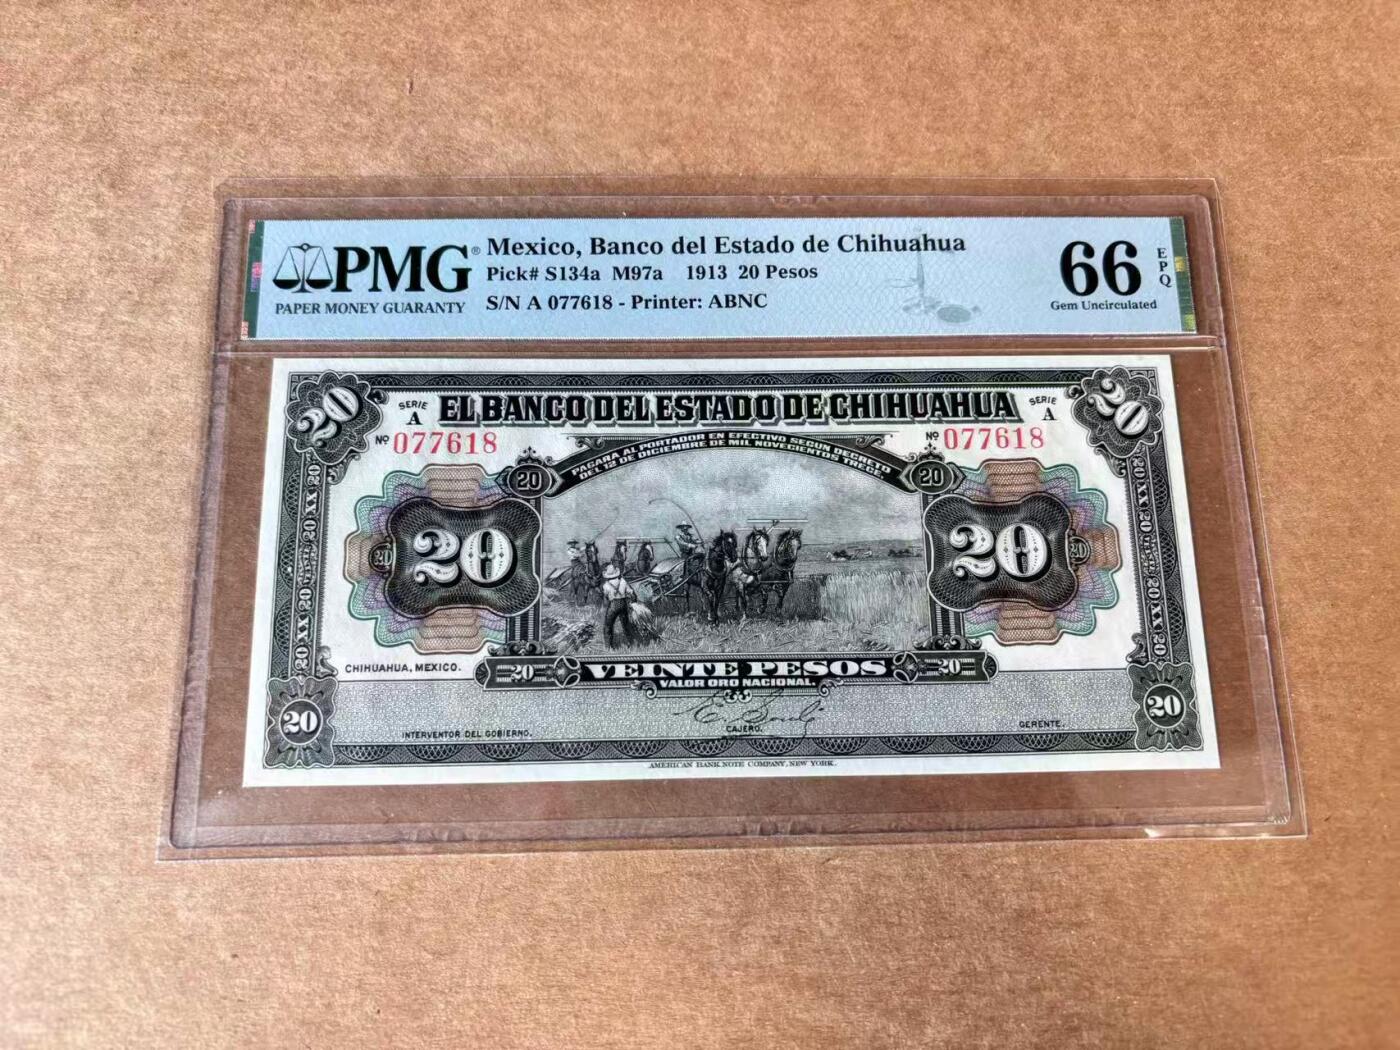 PMG®
PAPER MONEY GUARANTY
Mexico, Banco del Estado de Chihuahua
Pick# S134a M97a 1913 20 Pesos
S/N A 077618 - Printer: ABNC
66 EPQ
Gem Uncirculated
20 20
SERIE A EL BANCO DEL ESTADO DE CHIHUAHUA SERIE A
Nº 077618 Nº 077618
PAGARA AL PORTADOR EN EFECTIVO SEGUN DECRETO
DEL 12 DE DICIEMBRE DE MIL NOVECIENTOS TRECE.
20 20
20 20 20 20
CHIHUAHUA, MEXICO.
20 VEINTE PESOS 20
VALOR ORO NACIONAL.
20 20
INTERVENTOR DEL GOBIERNO. CAJERO. GERENTE.
AMERICAN BANK NOTE COMPANY, NEW YORK.